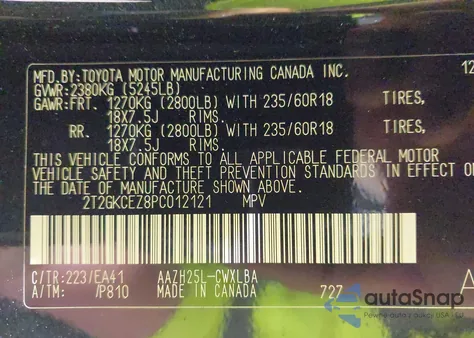 MFD.BY:TOYOTA MOTOR MANUFACTURING CANADA INC. 12
GVWR:2380KG (5245LB)
GAWR:FRT. 1270KG (2800LB) WITH 235/60R18 TIRES,
18X7.5J RIMS.
RR. 1270KG (2800LB) WITH 235/60R18 TIRES,
18X7.5J RIMS.
THIS VEHICLE CONFORMS TO ALL APPLICABLE FEDERAL MOTOR
VEHICLE SAFETY AND THEFT PREVENTION STANDARDS IN EFFECT O
THE DATE OF MANUFACTURE SHOWN ABOVE.
2T2GKCEZ8PC012121 MPV
C/TR:223/EA41 AAZH25L-CWXLBA A
A/TM: /P810 MADE IN CANADA 727
autoSnap